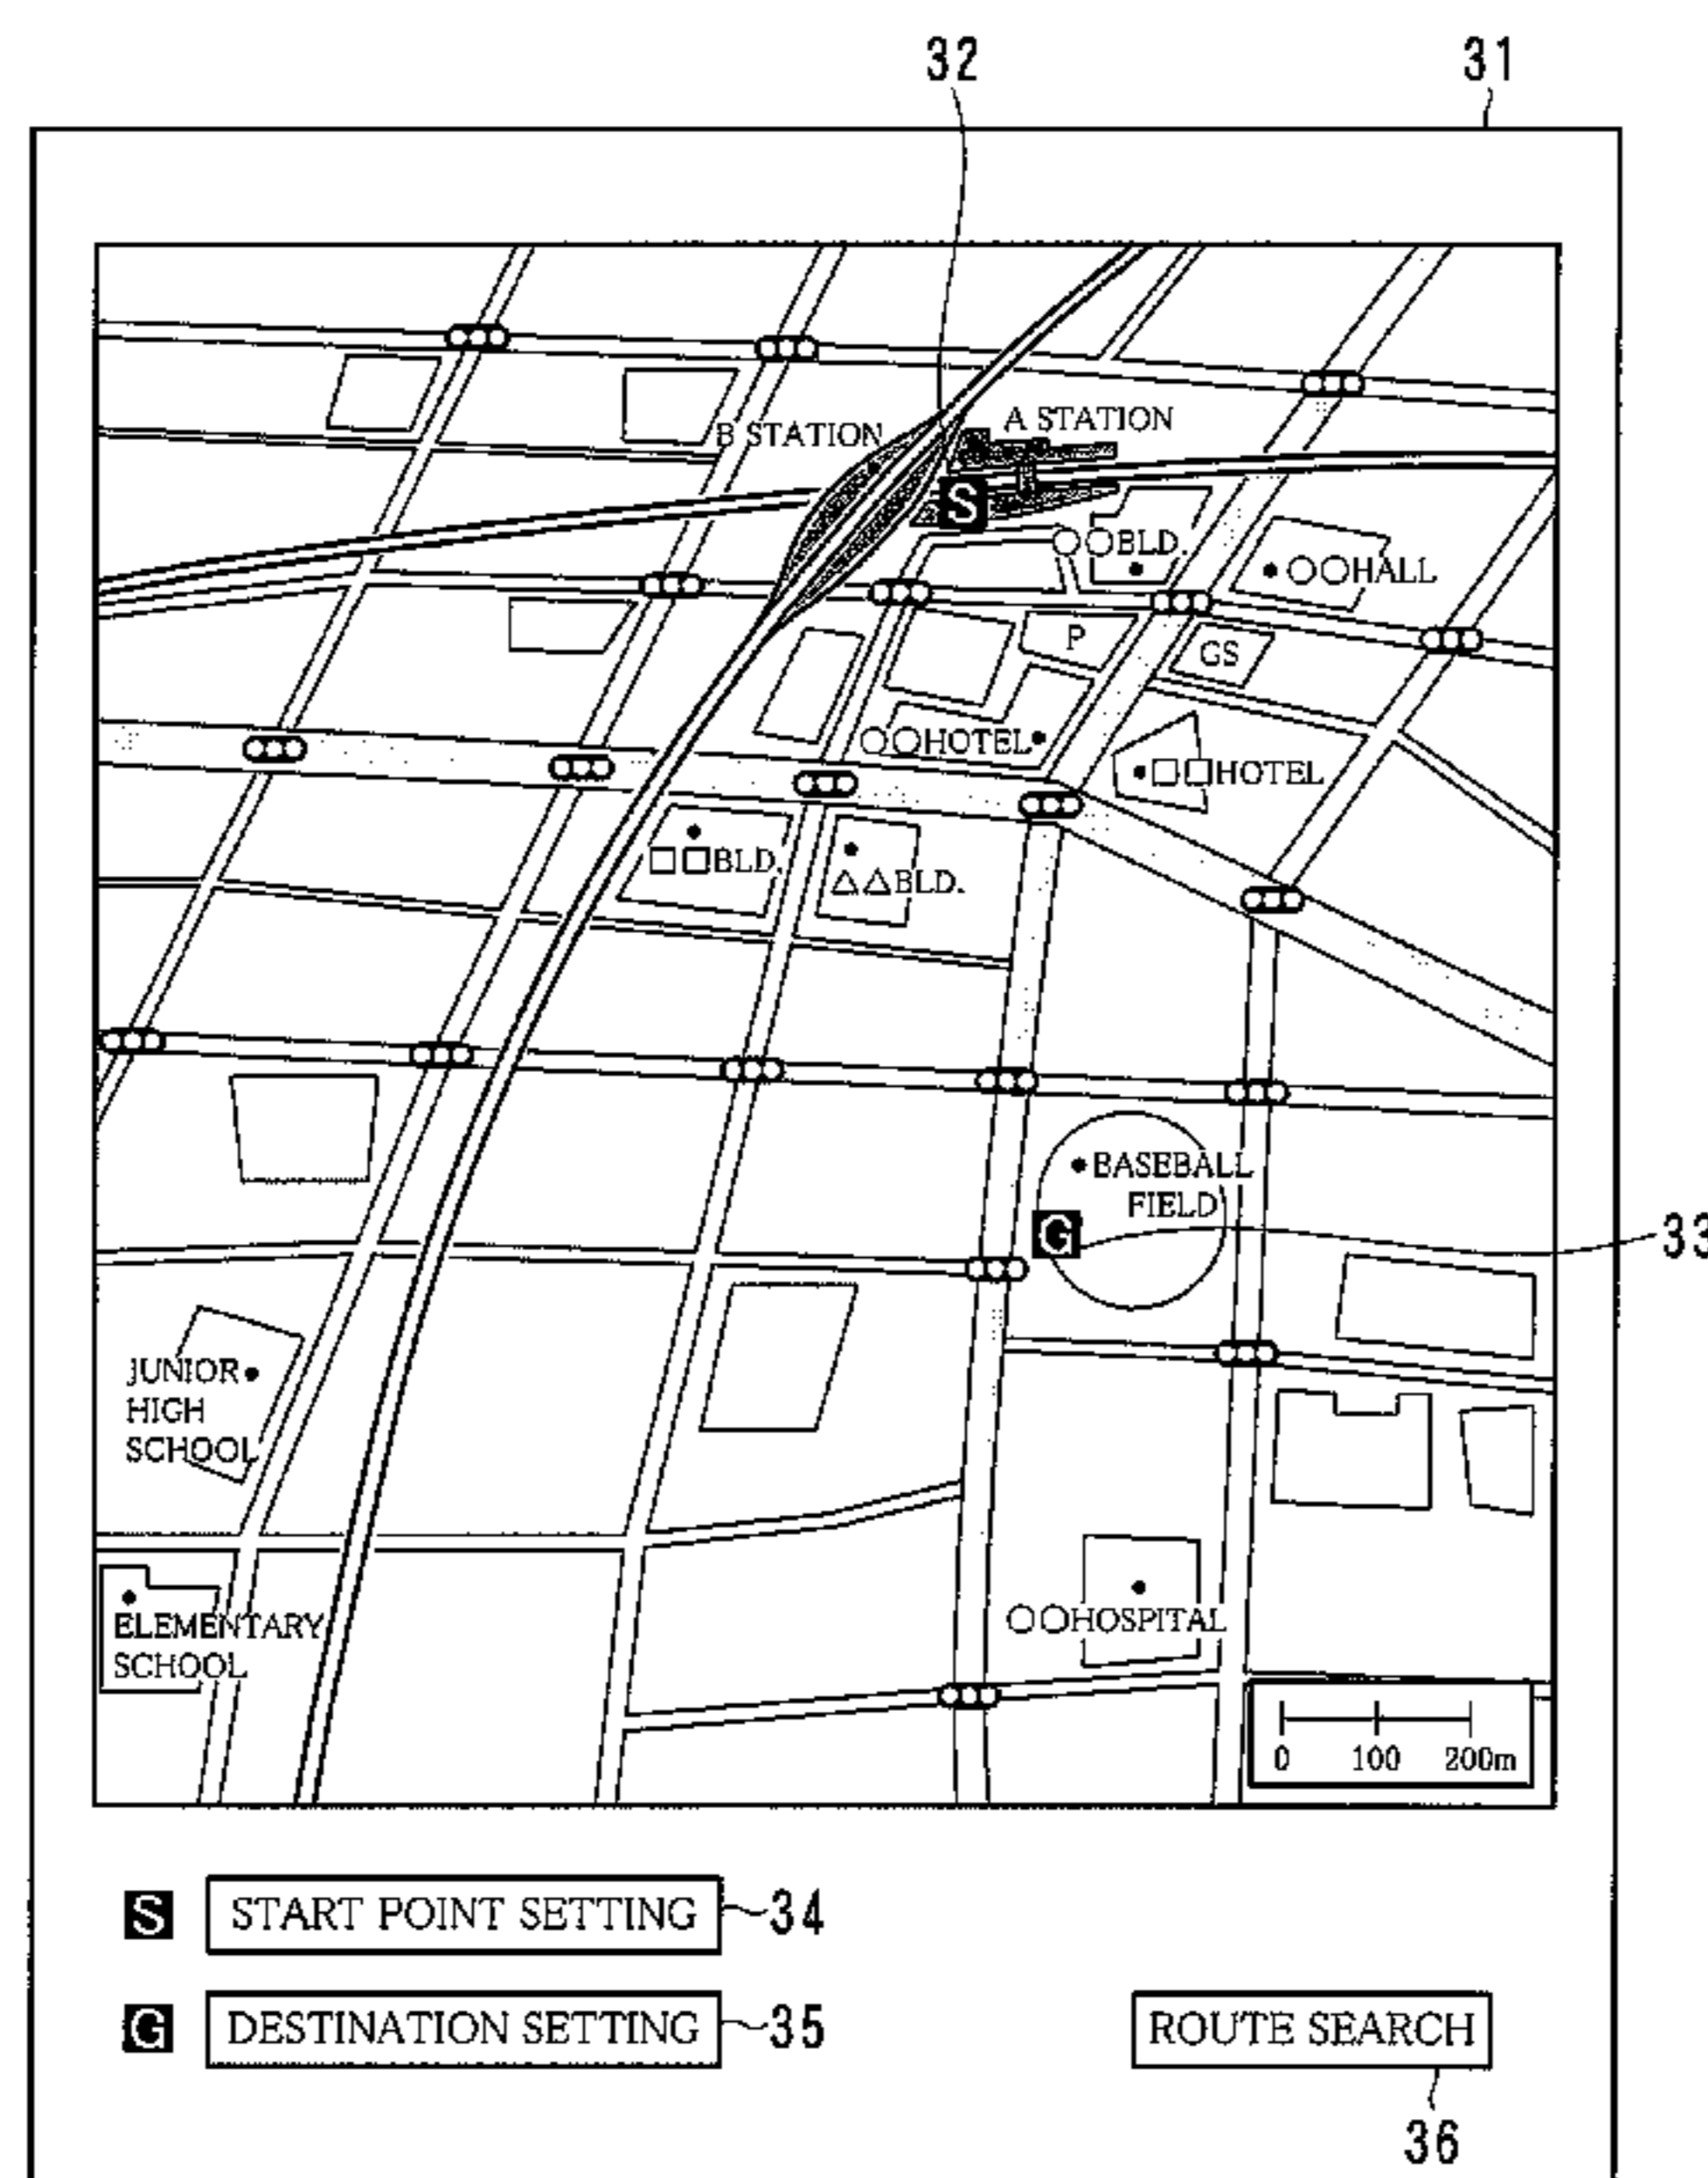 32
31
B STATION
A STATION
S
○○BLD.
○○HALL
P
GS
○○HOTEL
□□HOTEL
□□BLD.
△△BLD.
BASEBALL
FIELD
G
33
JUNIOR
HIGH
SCHOOL
ELEMENTARY
SCHOOL
○○HOSPITAL
0 100 200m
S START POINT SETTING 34
G DESTINATION SETTING 35
ROUTE SEARCH
36